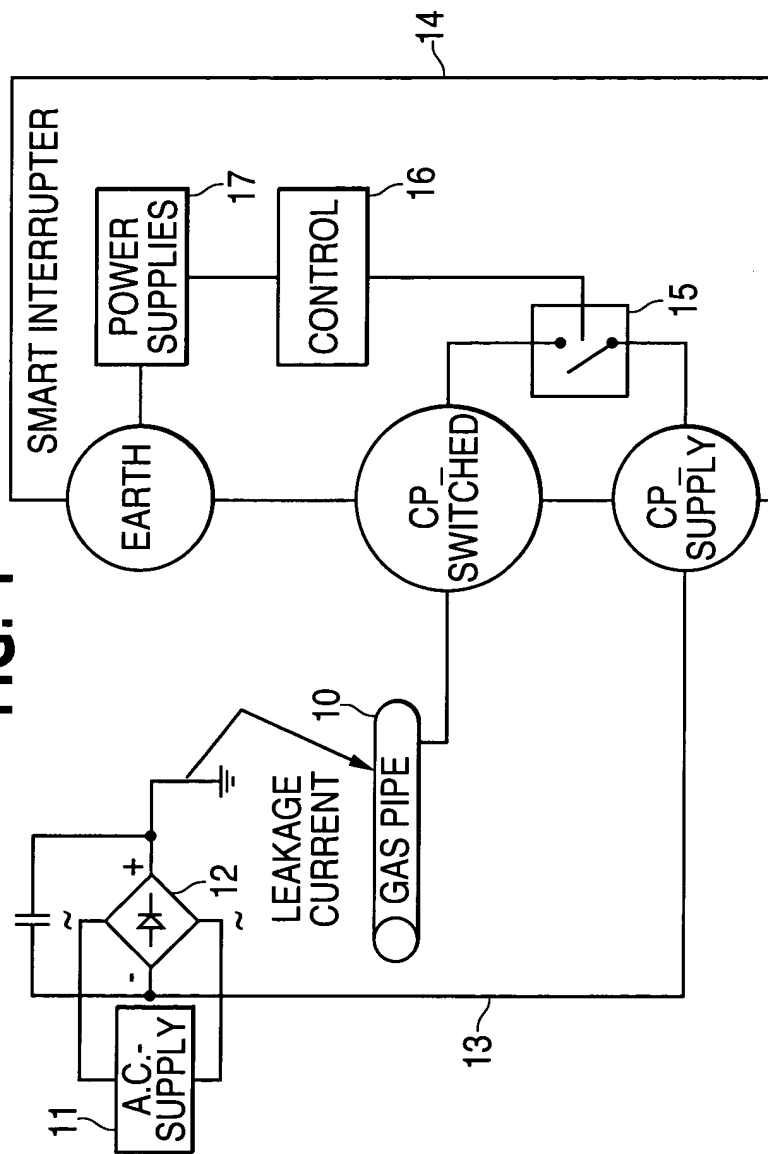 FIG. 1
SMART INTERRUPTER
14
EARTH
POWER
SUPPLIES
17
CONTROL
16
CP_
SWITCHED
15
CP_
SUPPLY
11
A.C.-
SUPPLY
~
~
-
+
12
LEAKAGE
CURRENT
10
GAS PIPE
13